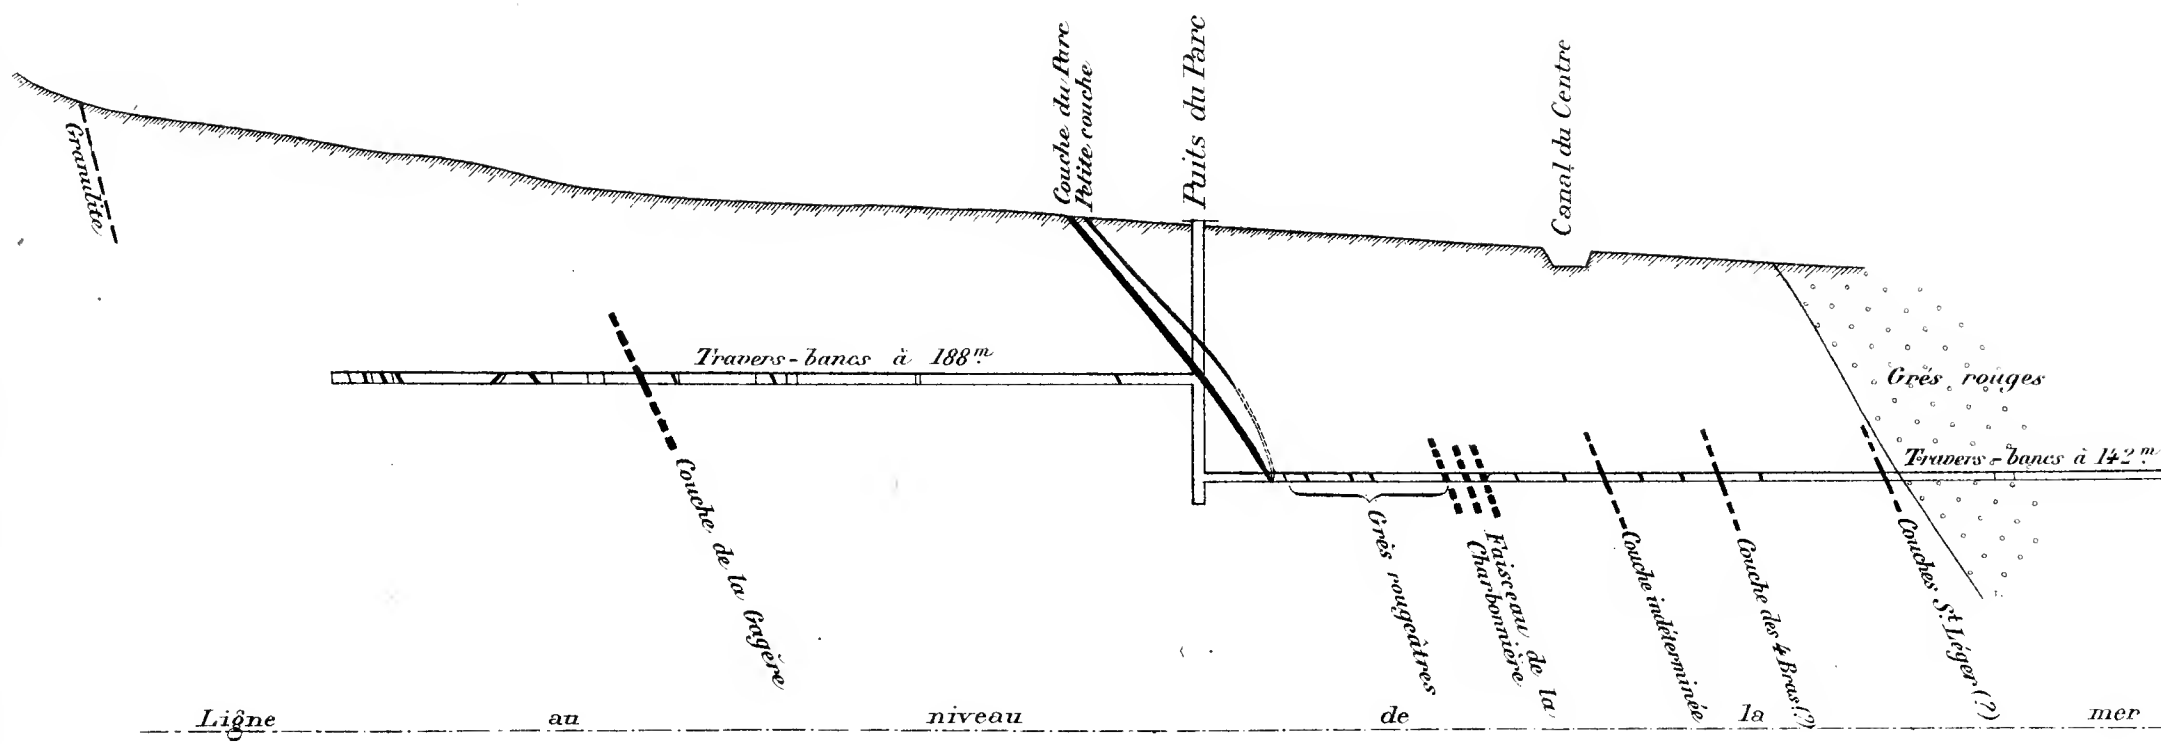 Couche du Parc
Petite couche
Puits du Parc
Canal du Centre
Granulite
Travers-bancs à 188m.
Grés rouges
Travers-bancs à 142m.
Couche de la Gagère
Grès rougeâtres
Faisceau de la
Charbonnière
Couche indéterminée
Couche des 4 Bras(?)
Couches St Léger(?)
Ligne au niveau de la mer